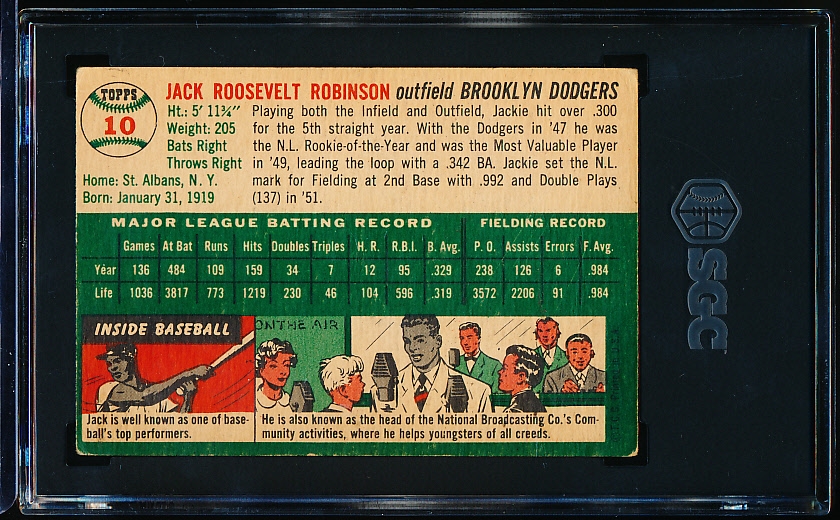 TOPPS
10
JACK ROOSEVELT ROBINSON outfield BROOKLYN DODGERS
Ht.: 5' 11¾"
Weight: 205
Bats Right
Throws Right
Home: St. Albans, N. Y.
Born: January 31, 1919
Playing both the Infield and Outfield, Jackie hit over .300
for the 5th straight year. With the Dodgers in '47 he was
the N.L. Rookie-of-the-Year and was the Most Valuable Player
in '49, leading the loop with a .342 BA. Jackie set the N.L.
mark for Fielding at 2nd Base with .992 and Double Plays
(137) in '51.
MAJOR LEAGUE BATTING RECORD FIELDING RECORD
Games At Bat Runs Hits Doubles Triples H. R. R.B.I. B. Avg. P. O. Assists Errors F. Avg.
Year 136 484 109 159 34 7 12 95 .329 238 126 6 .984
Life 1036 3817 773 1219 230 46 104 596 .319 3572 2206 91 .984
INSIDE BASEBALL
ON THE AIR
Jack is well known as one of base-
ball's top performers.
He is also known as the head of the National Broadcasting Co.'s Com-
munity activities, where he helps youngsters of all creeds.
SGC